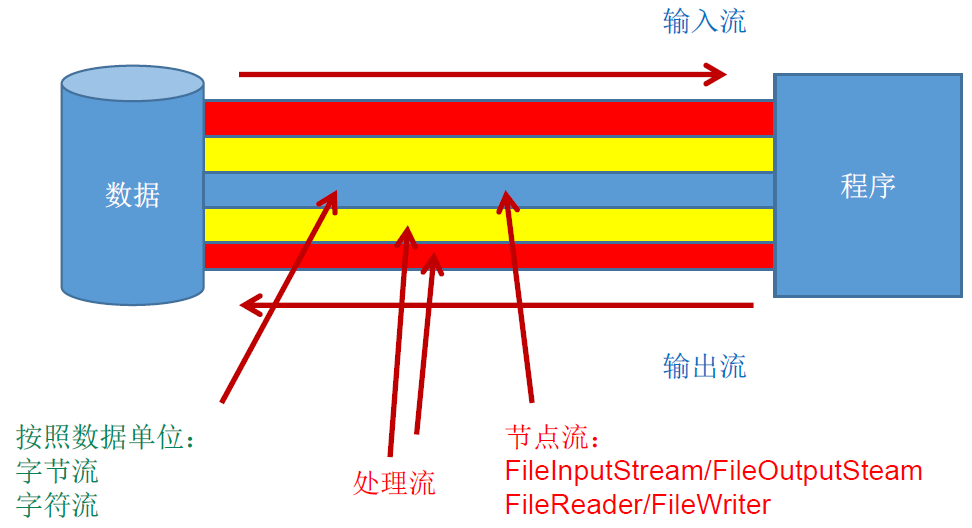 输入流
数据
程序
输出流
按照数据单位：
字节流
字符流
处理流
节点流：
FileInputStream/FileOutputSteam
FileReader/FileWriter